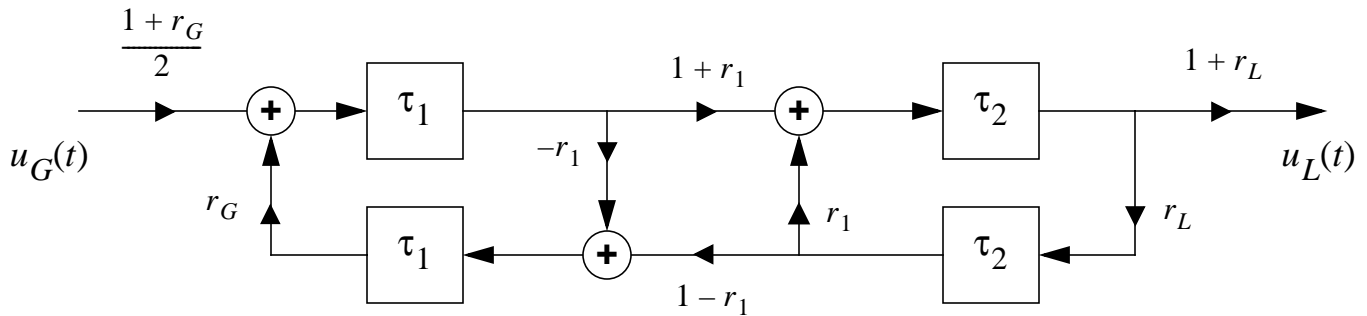 1 + r_G
2
1 + r_1
1 + r_L
+
τ_1
+
τ_2
u_G(t)
–r_1
u_L(t)
r_G
τ_1
+
r_1
τ_2
r_L
1 – r_1